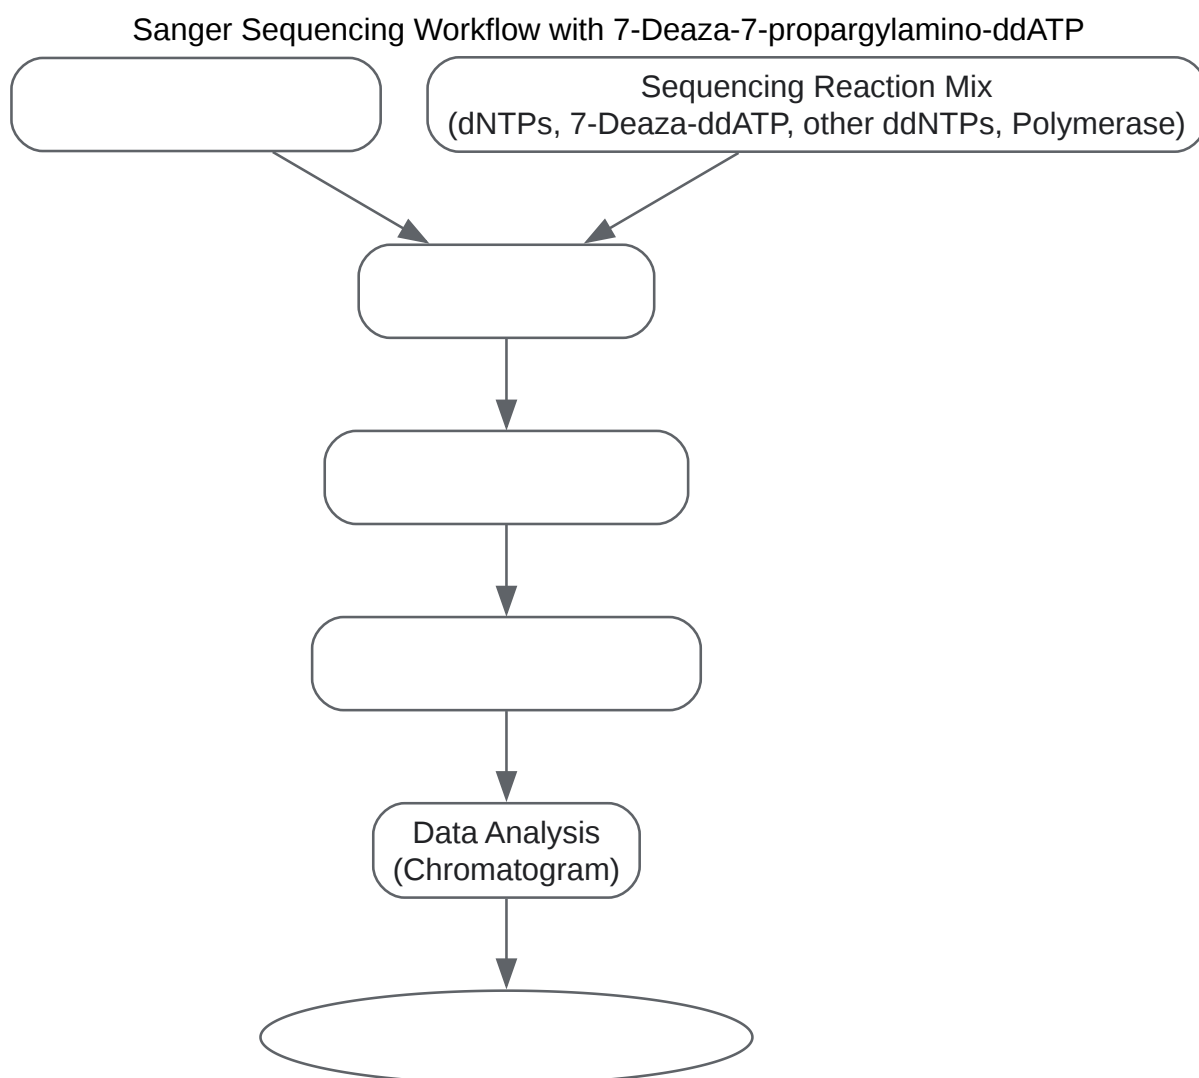 Sanger Sequencing Workflow with 7-Deaza-7-propargylamino-ddATP
Sequencing Reaction Mix
(dNTPs, 7-Deaza-ddATP, other ddNTPs, Polymerase)
Data Analysis
(Chromatogram)